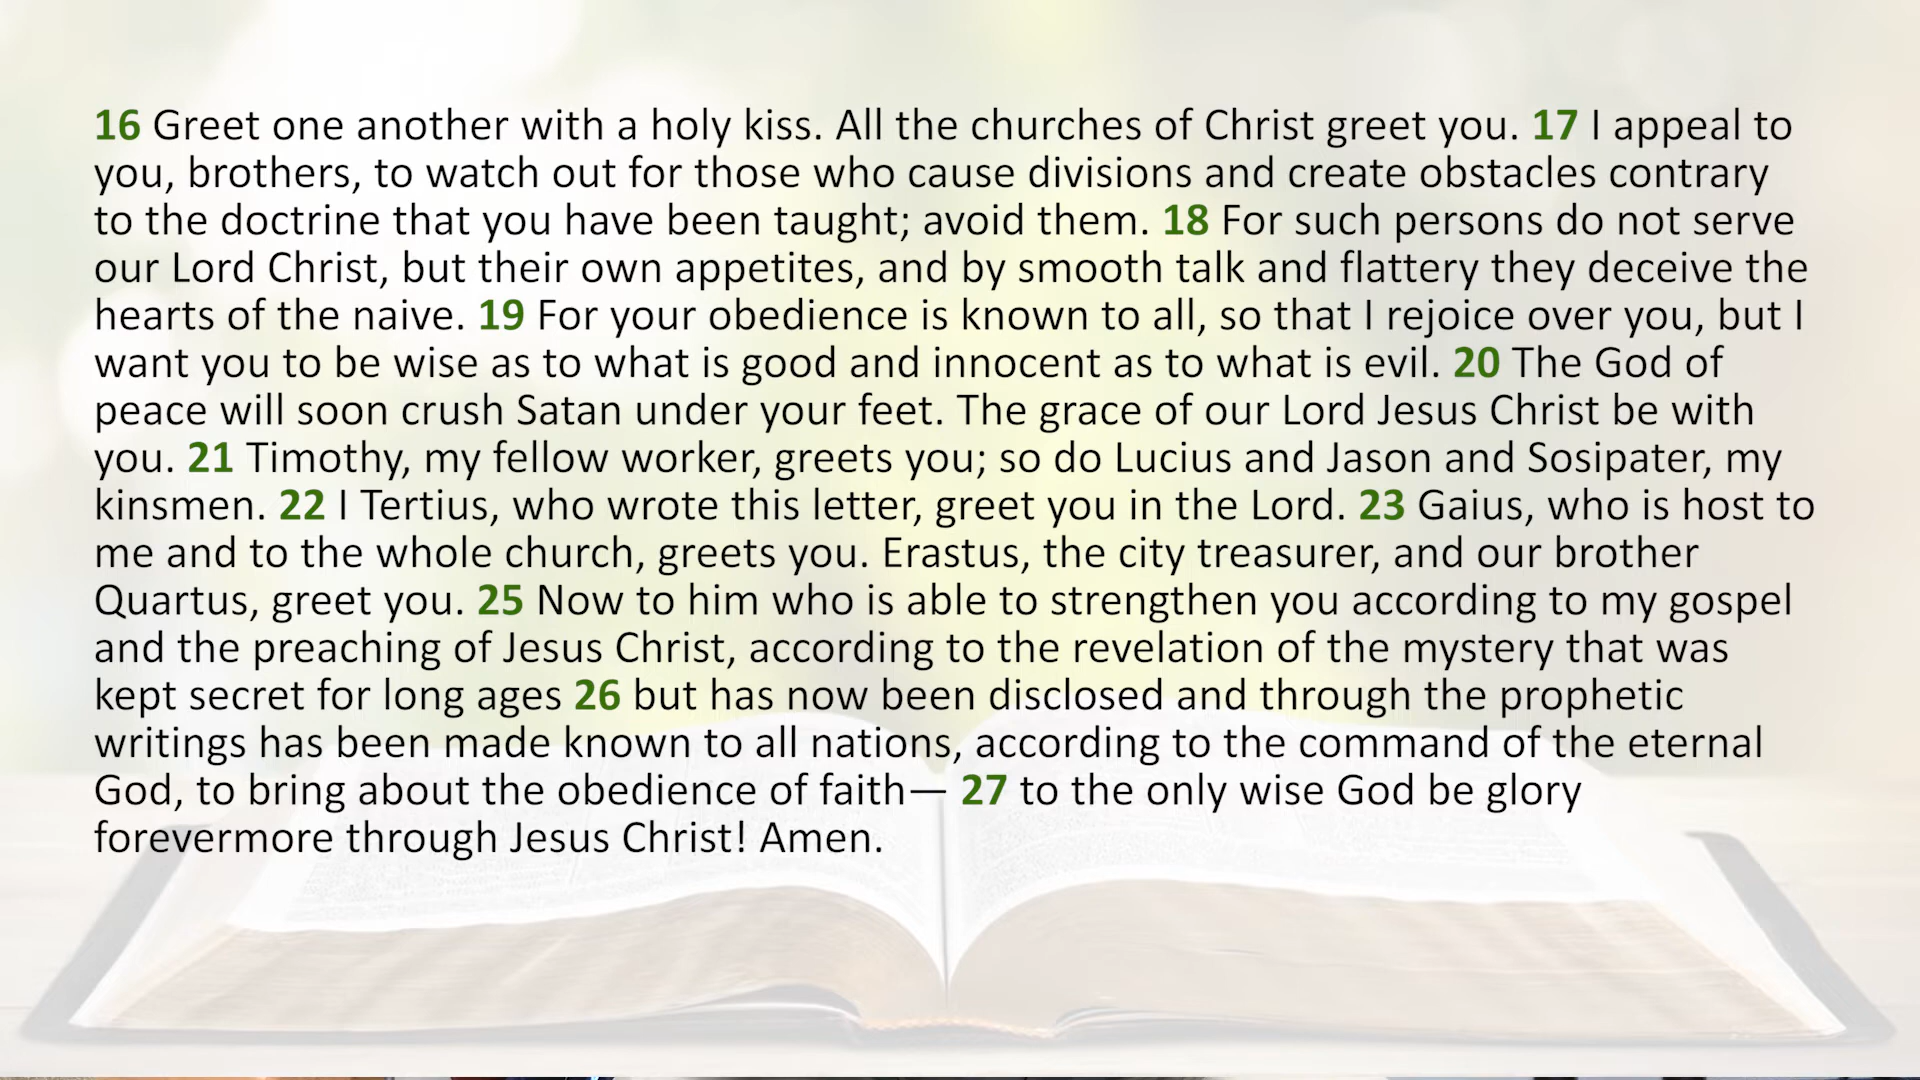 16 Greet one another with a holy kiss. All the churches of Christ greet you. 17 I appeal to
you, brothers, to watch out for those who cause divisions and create obstacles contrary
to the doctrine that you have been taught; avoid them. 18 For such persons do not serve
our Lord Christ, but their own appetites, and by smooth talk and flattery they deceive the
hearts of the naive. 19 For your obedience is known to all, so that I rejoice over you, but I
want you to be wise as to what is good and innocent as to what is evil. 20 The God of
peace will soon crush Satan under your feet. The grace of our Lord Jesus Christ be with
you. 21 Timothy, my fellow worker, greets you; so do Lucius and Jason and Sosipater, my
kinsmen. 22 I Tertius, who wrote this letter, greet you in the Lord. 23 Gaius, who is host to
me and to the whole church, greets you. Erastus, the city treasurer, and our brother
Quartus, greet you. 25 Now to him who is able to strengthen you according to my gospel
and the preaching of Jesus Christ, according to the revelation of the mystery that was
kept secret for long ages 26 but has now been disclosed and through the prophetic
writings has been made known to all nations, according to the command of the eternal
God, to bring about the obedience of faith— 27 to the only wise God be glory
forevermore through Jesus Christ! Amen.